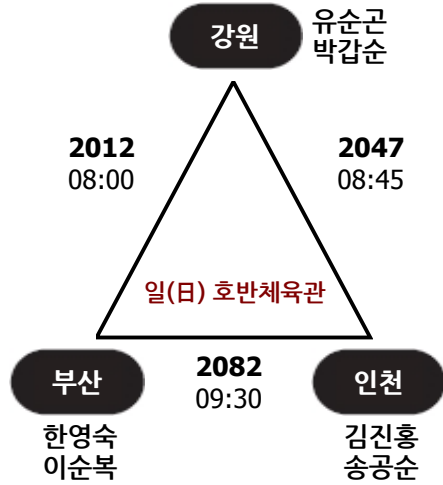 강원
유순곤
박갑순
2012
08:00
2047
08:45
일(日) 호반체육관
부산
2082
09:30
인천
한영숙
이순복
김진홍
송공순